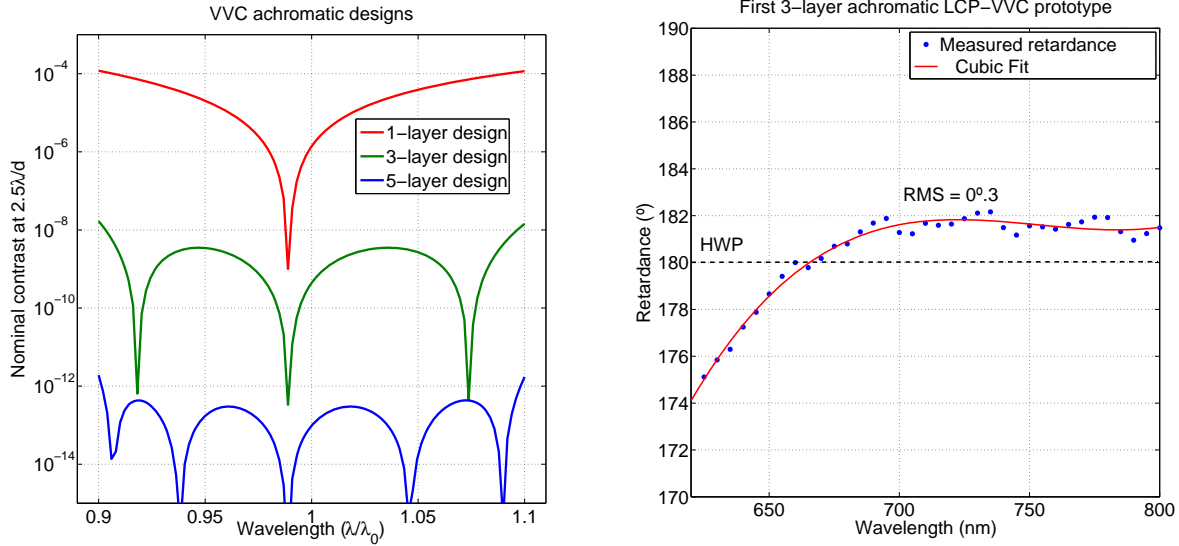 VVC achromatic designs
Nominal contrast at 2.5λ/d
10⁻⁴
10⁻⁶
10⁻⁸
10⁻¹⁰
10⁻¹²
10⁻¹⁴
1−layer design
3−layer design
5−layer design
0.9
0.95
1
1.05
1.1
Wavelength (λ/λ₀)
First 3−layer achromatic LCP−VVC prototype
Retardance (º)
190
188
186
184
182
180
178
176
174
172
170
Measured retardance
Cubic Fit
RMS = 0º.3
HWP
650
700
750
800
Wavelength (nm)